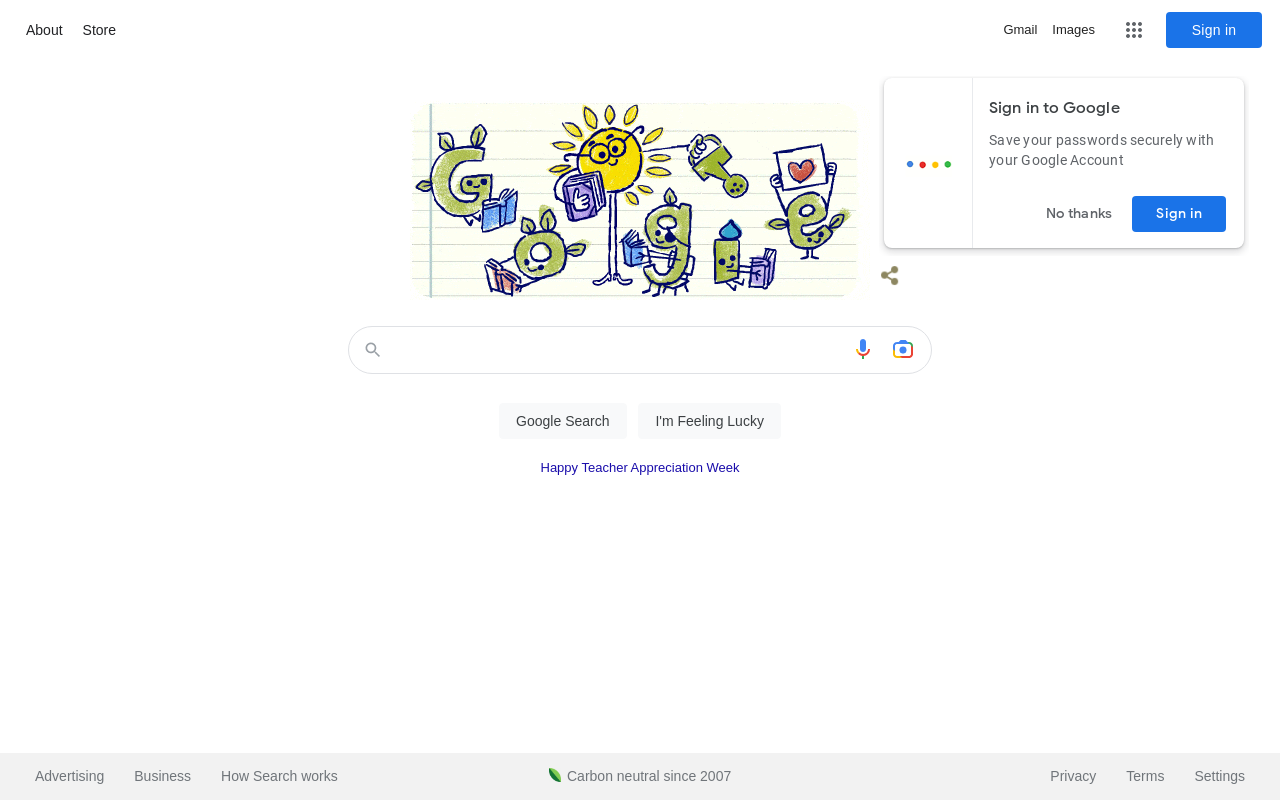 About
Store
Gmail
Images
Sign in
Sign in to Google
Save your passwords securely with
your Google Account
No thanks
Sign in
Google
Google Search
I'm Feeling Lucky
Happy Teacher Appreciation Week
Advertising
Business
How Search works
Carbon neutral since 2007
Privacy
Terms
Settings